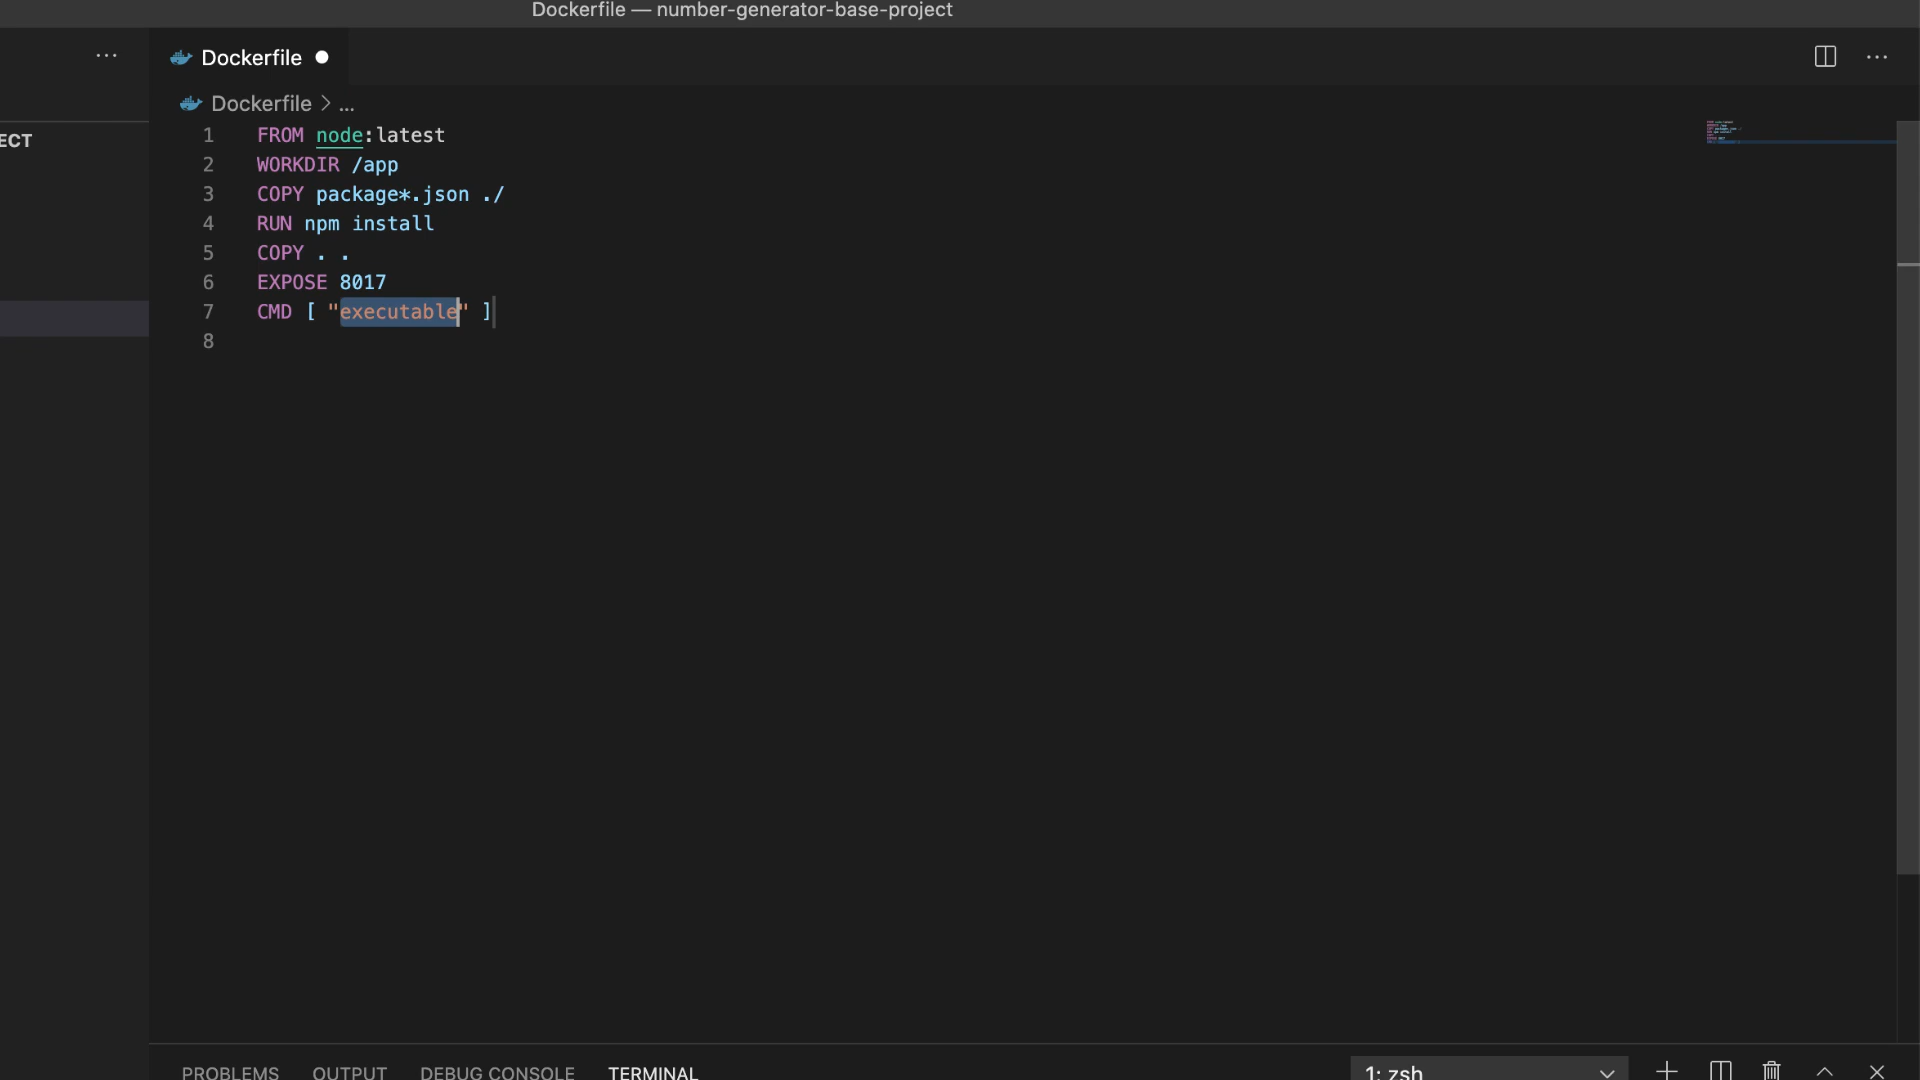 Dockerfile — number-generator-base-project
Dockerfile
Dockerfile > ...
ECT
1 FROM node:latest
2 WORKDIR /app
3 COPY package*.json ./
4 RUN npm install
5 COPY . .
6 EXPOSE 8017
7 CMD [ "executable" ]
8
PROBLEMS OUTPUT DEBUG CONSOLE TERMINAL 1: zsh